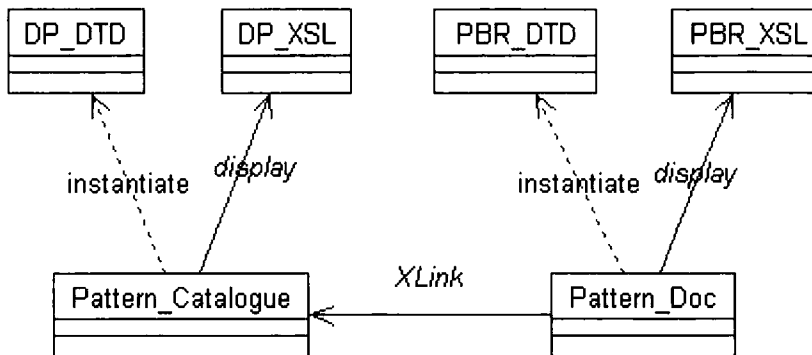 DP_DTD
DP_XSL
PBR_DTD
PBR_XSL
instantiate
display
instantiate
display
Pattern_Catalogue
XLink
Pattern_Doc